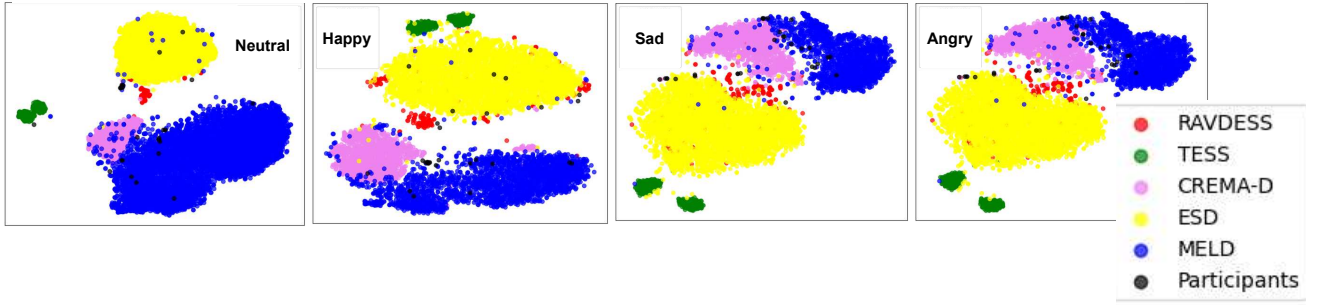 Neutral
Happy
Sad
Angry
RAVDESS
TESS
CREMA-D
ESD
MELD
Participants